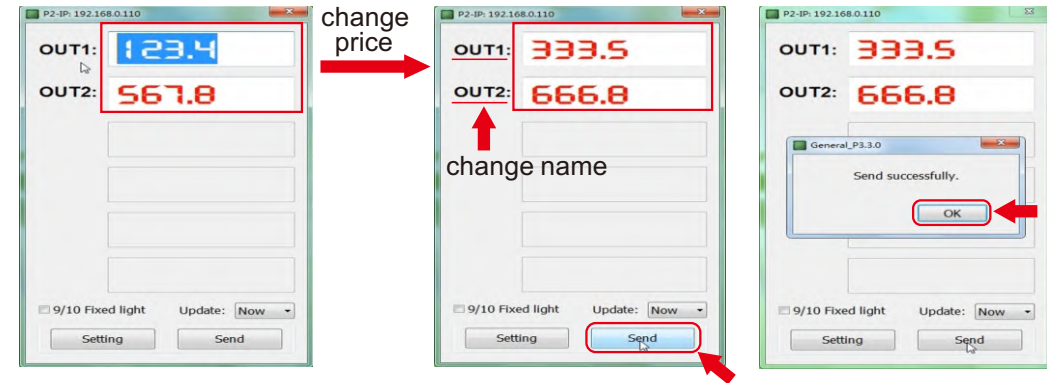 P2-IP: 192.168.0.110
OUT1: 123.4
OUT2: 567.8
9/10 Fixed light Update: Now
Setting Send
change
price
P2-IP: 192.168.0.110
OUT1: 333.5
OUT2: 666.8
change name
9/10 Fixed light Update: Now
Setting Send
P2-IP: 192.168.0.110
OUT1: 333.5
OUT2: 666.8
General_P3.3.0
Send successfully.
OK
9/10 Fixed light Update: Now
Setting Send